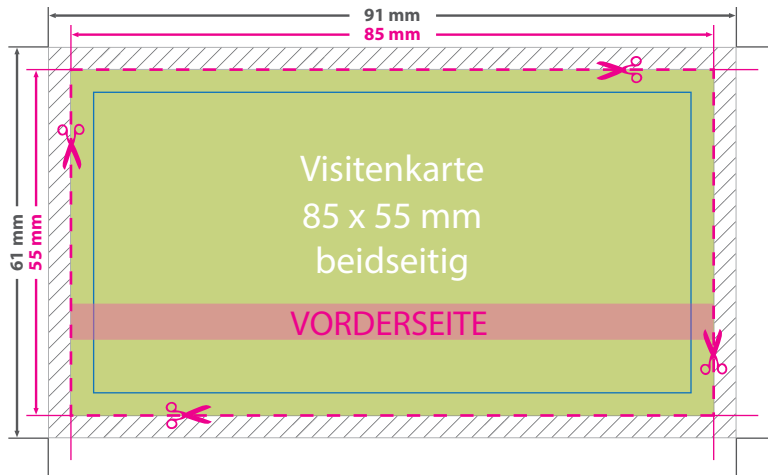 91 mm
85 mm
61 mm
55 mm
Visitenkarte
85 x 55 mm
beidseitig
VORDERSEITE